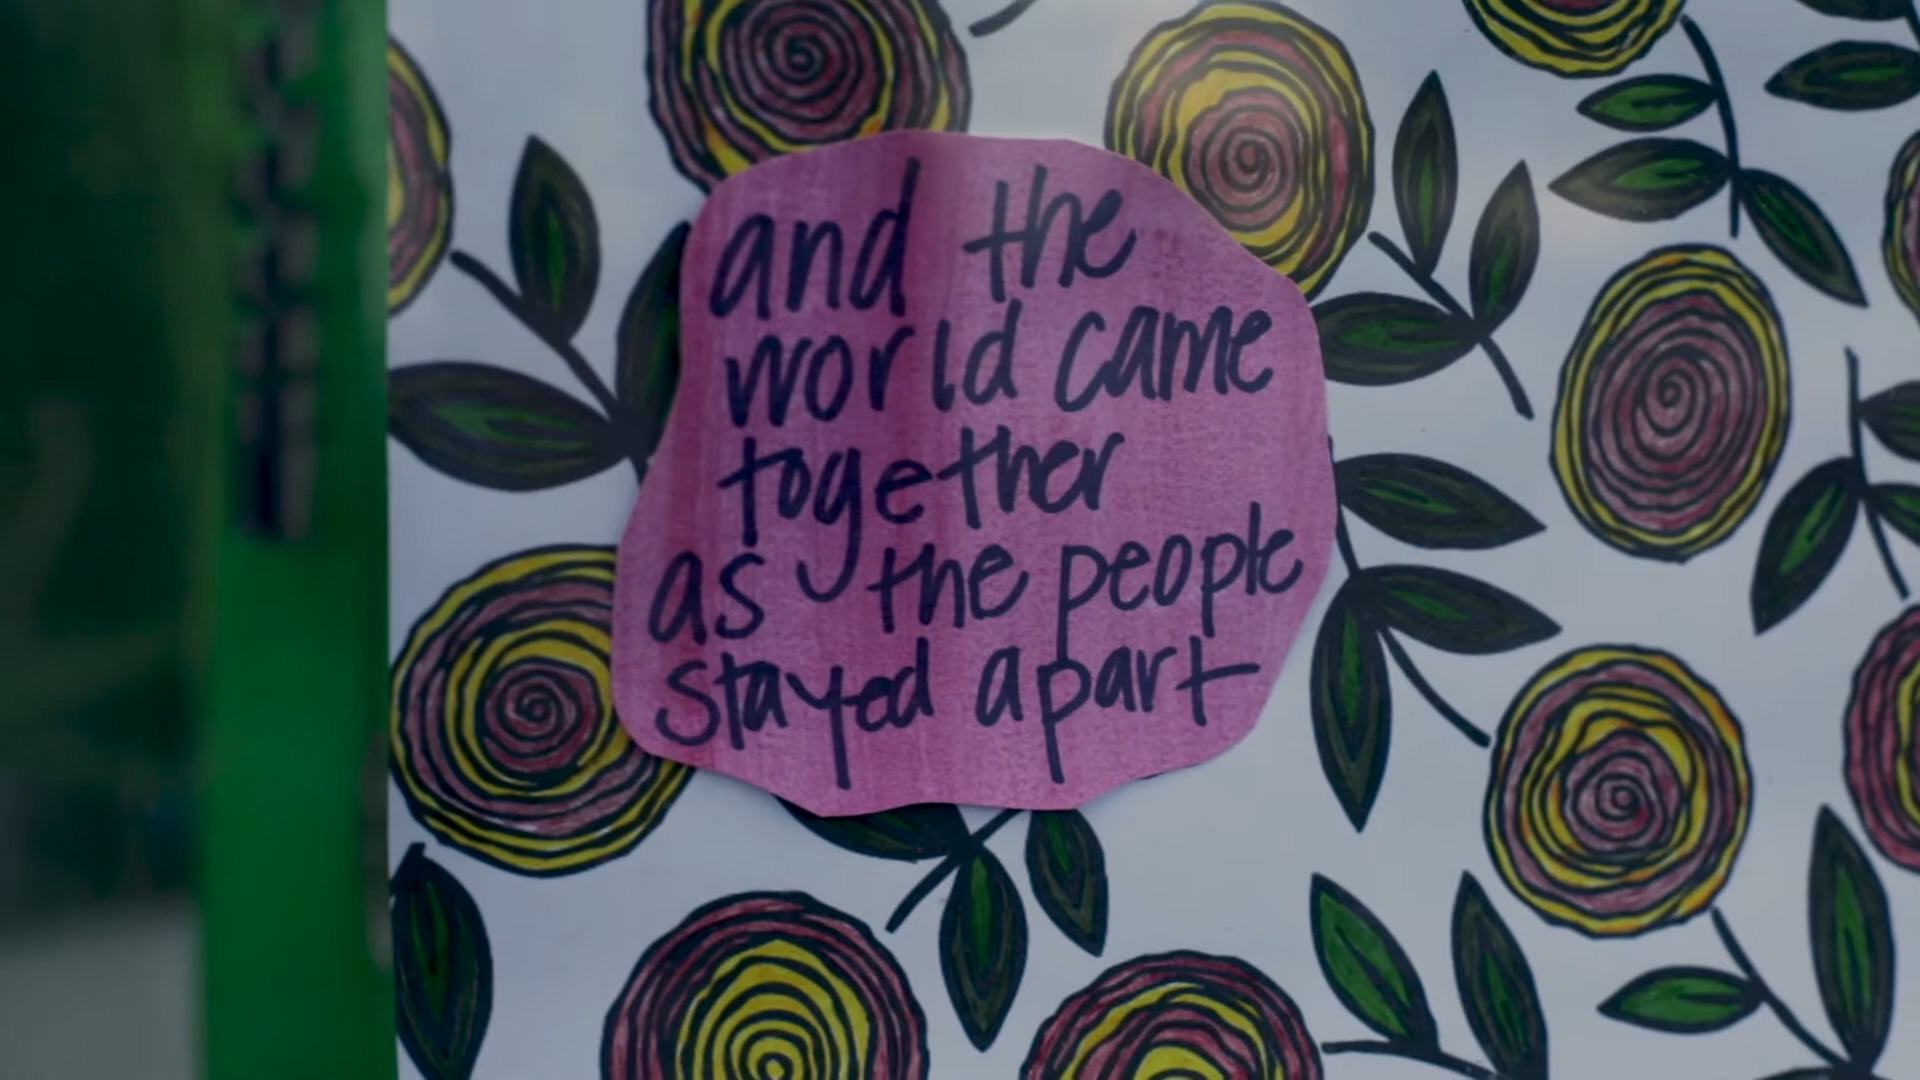 and the
world came
together
as the people
stayed apart